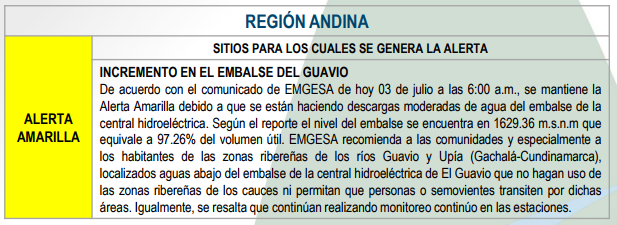 REGIÓN ANDINA
SITIOS PARA LOS CUALES SE GENERA LA ALERTA
ALERTA
AMARILLA
INCREMENTO EN EL EMBALSE DEL GUAVIO
De acuerdo con el comunicado de EMGESA de hoy 03 de julio a las 6:00 a.m., se mantiene la
Alerta Amarilla debido a que se están haciendo descargas moderadas de agua del embalse de la
central hidroeléctrica. Según el reporte el nivel del embalse se encuentra en 1629.36 m.s.n.m que
equivale a 97.26% del volumen útil. EMGESA recomienda a las comunidades y especialmente a
los habitantes de las zonas ribereñas de los ríos Guavio y Upía (Gachalá-Cundinamarca),
localizados aguas abajo del embalse de la central hidroeléctrica de El Guavio que no hagan uso de
las zonas ribereñas de los cauces ni permitan que personas o semovientes transiten por dichas
áreas. Igualmente, se resalta que continúan realizando monitoreo continúo en las estaciones.